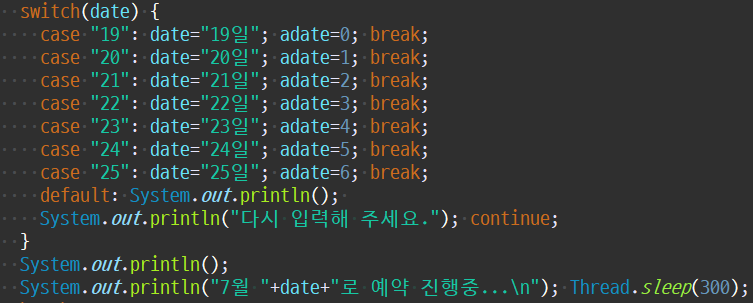 switch(date) {
case "19": date="19일"; adate=0; break;
case "20": date="20일"; adate=1; break;
case "21": date="21일"; adate=2; break;
case "22": date="22일"; adate=3; break;
case "23": date="23일"; adate=4; break;
case "24": date="24일"; adate=5; break;
case "25": date="25일"; adate=6; break;
default: System.out.println();
System.out.println("다시 입력해 주세요."); continue;
}
System.out.println();
System.out.println("7월 "+date+"로 예약 진행중...\n"); Thread.sleep(300);